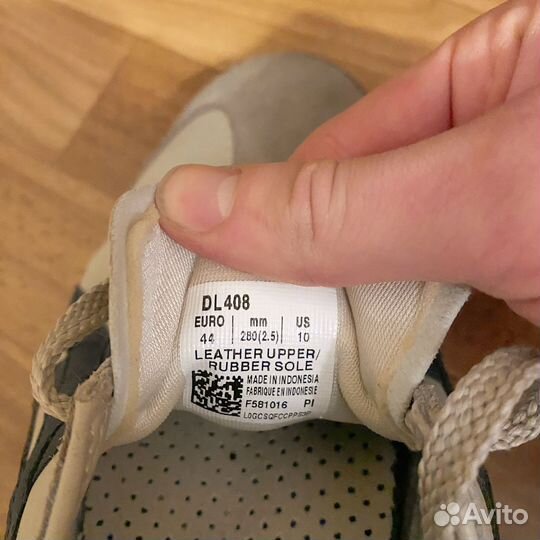 DL408
EURO mm US
44 280(2.5) 10
LEATHER UPPER/
RUBBER SOLE
MADE IN INDONESIA
FABRIQUE EN INDONESIE
F581016 PI
Avito